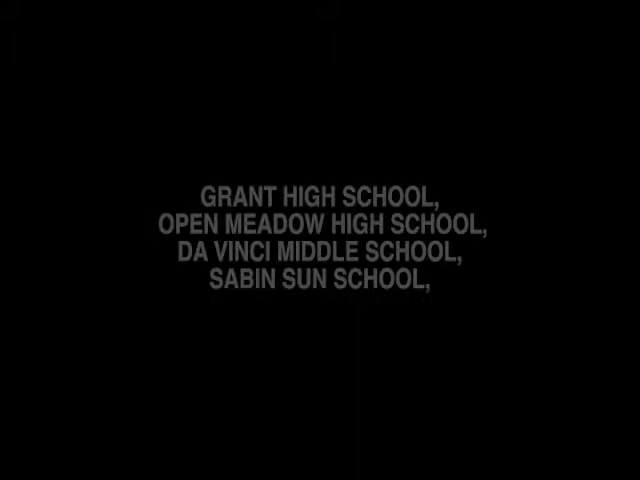 GRANT HIGH SCHOOL,
OPEN MEADOW HIGH SCHOOL,
DA VINCI MIDDLE SCHOOL,
SABIN SUN SCHOOL,